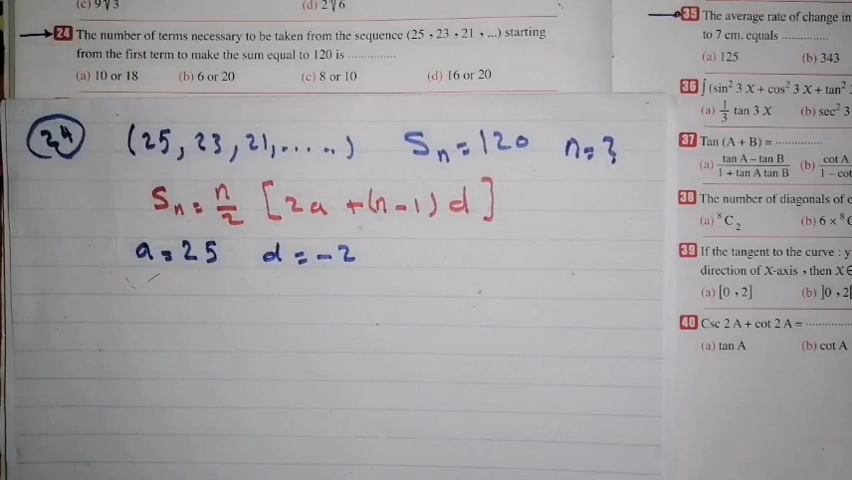 (c) 9√3 (d) 2√6
24 The number of terms necessary to be taken from the sequence (25 , 23 , 21 , ...) starting
from the first term to make the sum equal to 120 is ..............
(a) 10 or 18 (b) 6 or 20 (c) 8 or 10 (d) 16 or 20
24 (25, 23, 21, .....) Sn = 120 n = ?
Sn = n/2 [2a + (n - 1) d]
a = 25 d = -2
35 The average rate of change in
to 7 cm. equals ..............
(a) 125 (b) 343
36 ∫ (sin² 3 X + cos² 3 X + tan²
(a) 1/3 tan 3 X (b) sec² 3
37 Tan (A + B) = ..............
(a) tan A − tan B / 1 + tan A tan B (b) cot A / 1 − cot
38 The number of diagonals of
(a) ⁸C₂ (b) 6 × ⁸C
39 If the tangent to the curve : y
direction of X-axis , then X ∈
(a) [0 , 2] (b) ]0 , 2[
40 Csc 2 A + cot 2 A = ..............
(a) tan A (b) cot A